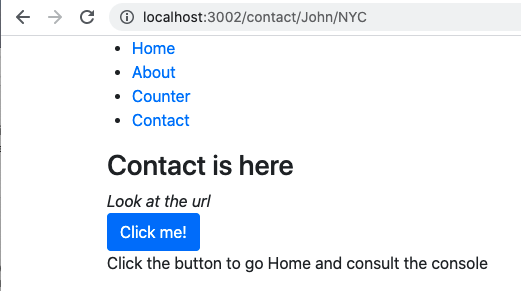 localhost:3002/contact/John/NYC
Home
About
Counter
Contact
Contact is here
Look at the url
Click me!
Click the button to go Home and consult the console